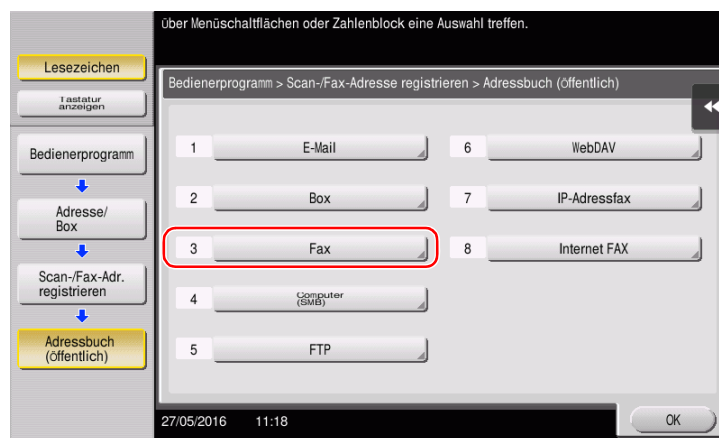 über Menüschaltflächen oder Zahlenblock eine Auswahl treffen.
Lesezeichen
Tastatur
anzeigen
Bedienerprogramm
Adresse/
Box
Scan-/Fax-Adr.
registrieren
Adressbuch
(öffentlich)
Bedienerprogramm > Scan-/Fax-Adresse registrieren > Adressbuch (öffentlich)
1 E-Mail
6 WebDAV
2 Box
7 IP-Adressfax
3 Fax
8 Internet FAX
4 Computer
(SMB)
5 FTP
27/05/2016 11:18
OK